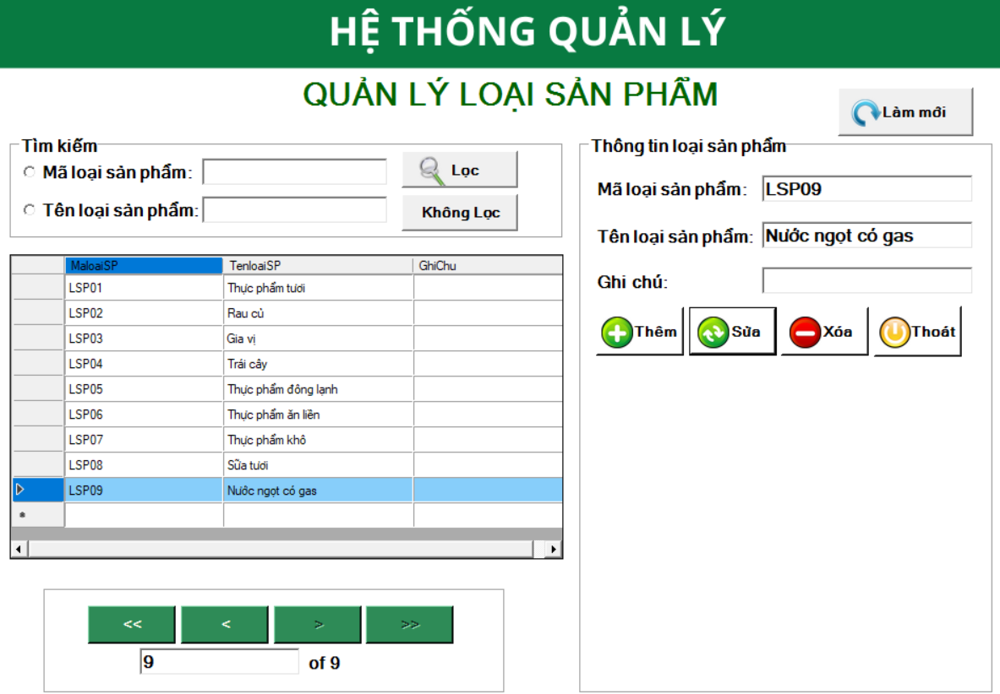 HỆ THỐNG QUẢN LÝ
QUẢN LÝ LOẠI SẢN PHẨM
Làm mới
Tìm kiếm
Mã loại sản phẩm:
Lọc
Tên loại sản phẩm:
Không Lọc
MaloaiSP TenloaiSP GhiChu
LSP01 Thực phẩm tươi
LSP02 Rau củ
LSP03 Gia vị
LSP04 Trái cây
LSP05 Thực phẩm đông lạnh
LSP06 Thực phẩm ăn liền
LSP07 Thực phẩm khô
LSP08 Sữa tươi
LSP09 Nước ngọt có gas
*
<< < > >>
9 of 9
Thông tin loại sản phẩm
Mã loại sản phẩm: LSP09
Tên loại sản phẩm: Nước ngọt có gas
Ghi chú:
Thêm Sửa Xóa Thoát